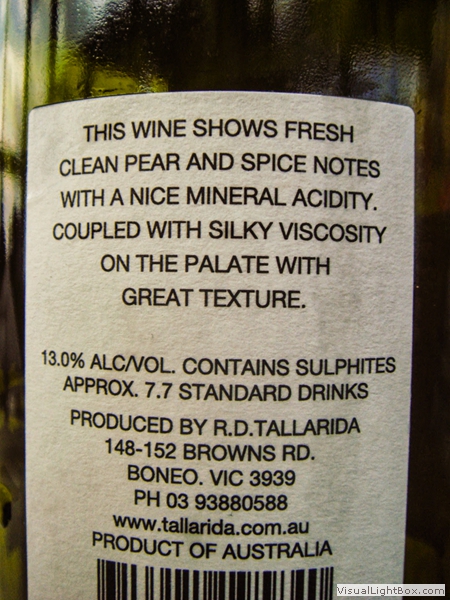 THIS WINE SHOWS FRESH
CLEAN PEAR AND SPICE NOTES
WITH A NICE MINERAL ACIDITY.
COUPLED WITH SILKY VISCOSITY
ON THE PALATE WITH
GREAT TEXTURE.
13.0% ALC/VOL. CONTAINS SULPHITES
APPROX. 7.7 STANDARD DRINKS
PRODUCED BY R.D.TALLARIDA
148-152 BROWNS RD.
BONEO. VIC 3939
PH 03 93880588
www.tallarida.com.au
PRODUCT OF AUSTRALIA
VisualLightBox.com